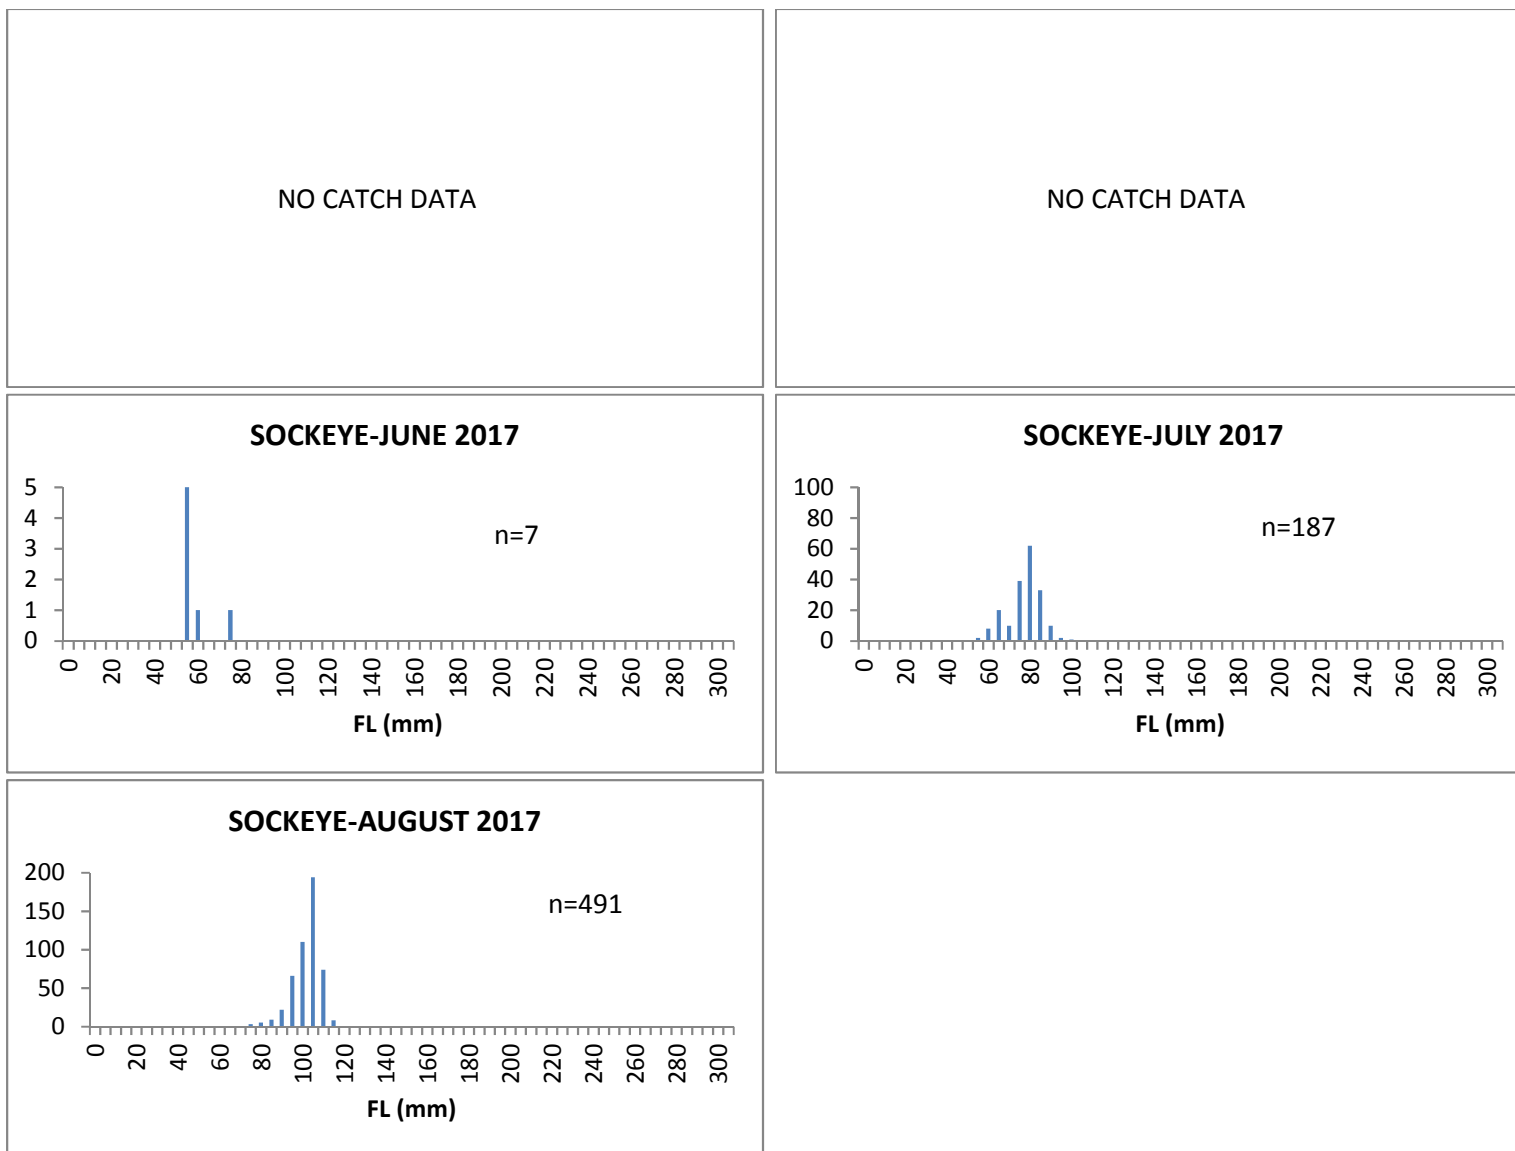 NO CATCH DATA
NO CATCH DATA
SOCKEYE-JUNE 2017
5
4
3
2
1
0
n=7
0 20 40 60 80 100 120 140 160 180 200 220 240 260 280 300
FL (mm)
SOCKEYE-JULY 2017
100
80
60
40
20
0
n=187
0 20 40 60 80 100 120 140 160 180 200 220 240 260 280 300
FL (mm)
SOCKEYE-AUGUST 2017
200
150
100
50
0
n=491
0 20 40 60 80 100 120 140 160 180 200 220 240 260 280 300
FL (mm)